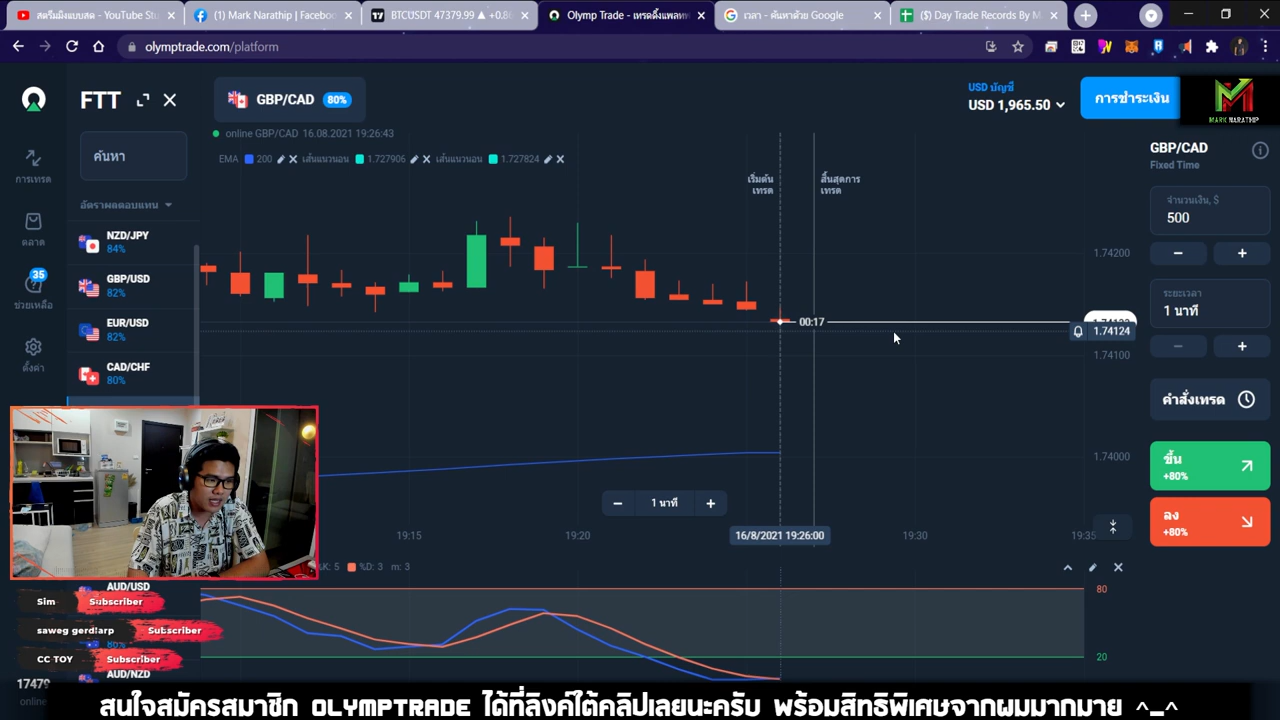 สตรีมมิงแบบสด - YouTube St
(1) Mark Narathip | Facebo
BTCUSDT 47379.99 ▲ +0.8
Olymp Trade - เทรดดิ้งแพลท
เวลา - ค้นหาด้วย Google
($) Day Trade Records By M
olymptrade.com/platform
FTT
GBP/CAD 80%
USD บัญชี
USD 1,965.50
การชำระเงิน
MARK NARATHIP
online GBP/CAD 16.08.2021 19:26:43
EMA 200 เส้นแนวนอน 1.727906 เส้นแนวนอน 1.727824
ค้นหา
การเทรด
อัตราผลตอบแทน
ตลาด
35
ช่วยเหลือ
ตั้งค่า
NZD/JPY
84%
GBP/USD
82%
EUR/USD
82%
CAD/CHF
80%
เริ่มต้น
เทรด
สิ้นสุดการ
เทรด
00:17
1.74200
1.74124
1.74100
1.74000
− 1 นาที +
19:15
19:20
16/8/2021 19:26:00
19:30
19:35
GBP/CAD
Fixed Time
จำนวนเงิน, $
500
− +
ระยะเวลา
1 นาที
− +
คำสั่งเทรด
ขึ้น
+80%
ลง
+80%
%K: 5 %D: 3 m: 3
80
20
AUD/USD
Sim Subscriber
saweg gerdlarp Subscriber
86%
CC TOY Subscriber
AUD/NZD
17479
online
สนใจสมัครสมาชิก OLYMPTRADE ได้ที่ลิงค์ใต้คลิปเลยนะครับ พร้อมสิทธิพิเศษจากผมมากมาย ^_^